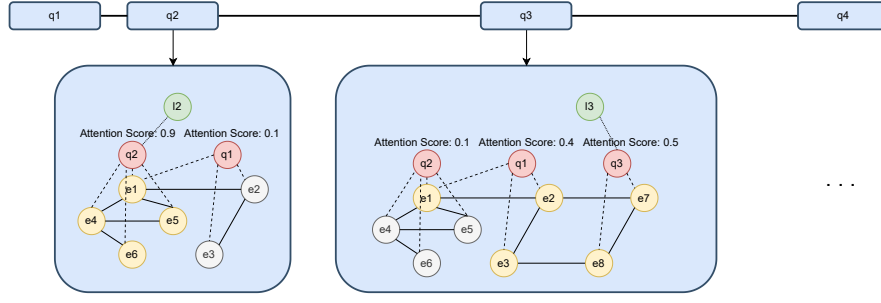 q1
q2
q3
q4
I2
Attention Score: 0.9
Attention Score: 0.1
q2
q1
e1
e2
e4
e5
e6
e3
I3
Attention Score: 0.1
Attention Score: 0.4
Attention Score: 0.5
q2
q1
q3
e1
e2
e7
e4
e5
e6
e3
e8
. . .